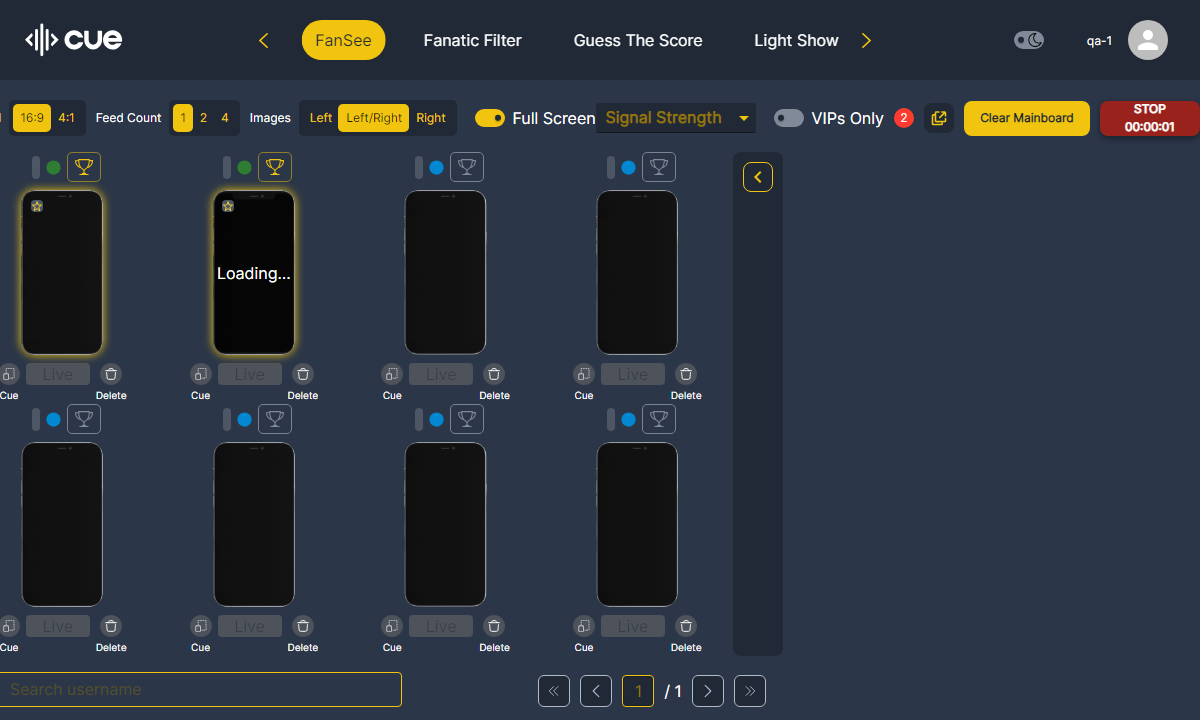 CUE
FanSee
Fanatic Filter
Guess The Score
Light Show
qa-1
16:9
4:1
Feed Count
1
2
4
Images
Left
Left/Right
Right
Full Screen
Signal Strength
VIPs Only
2
Clear Mainboard
STOP
00:00:01
Loading...
Live
Cue
Delete
Live
Cue
Delete
Live
Cue
Delete
Live
Cue
Delete
Live
Cue
Delete
Live
Cue
Delete
Live
Cue
Delete
Live
Cue
Delete
Search username
1
/ 1